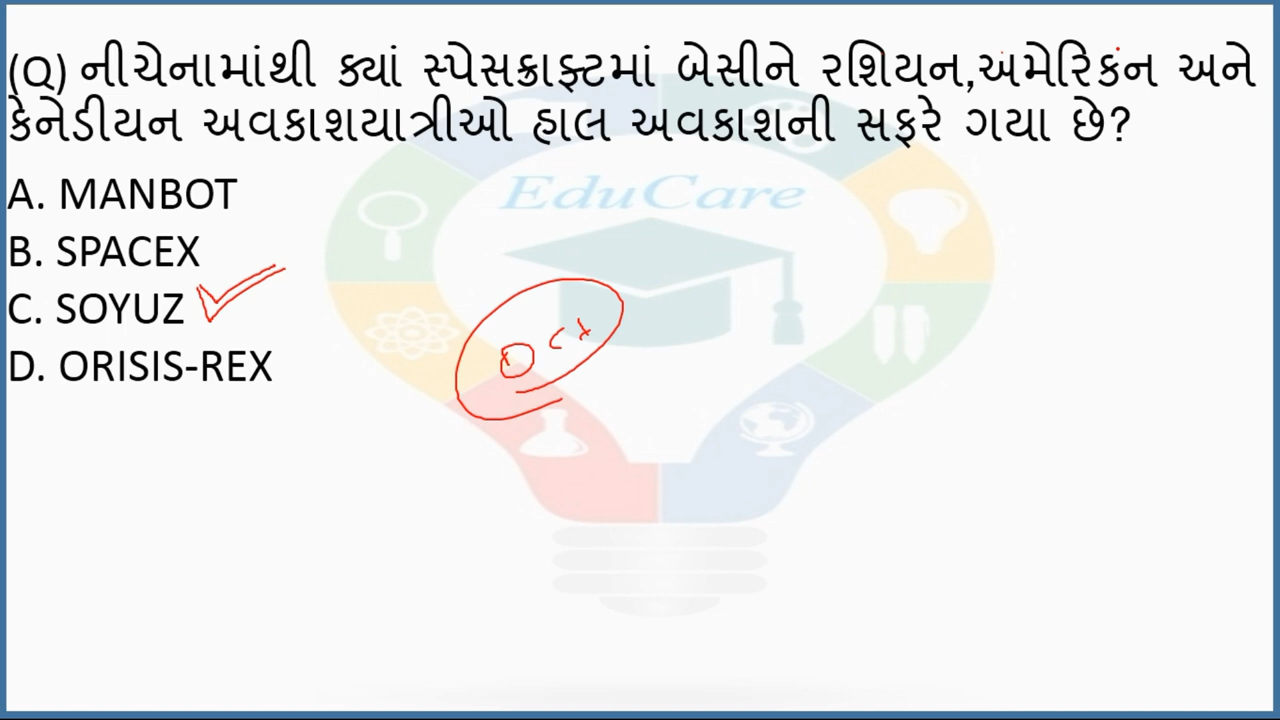 (Q) નીચેનામાંથી ક્યાં સ્પેસક્રાફ્ટમાં બેસીને રશિયન,અમેરિકન અને
કેનેડીયન અવકાશયાત્રીઓ હાલ અવકાશની સફરે ગયા છે?
EduCare
A. MANBOT
B. SPACEX
C. SOYUZ
D. ORISIS-REX